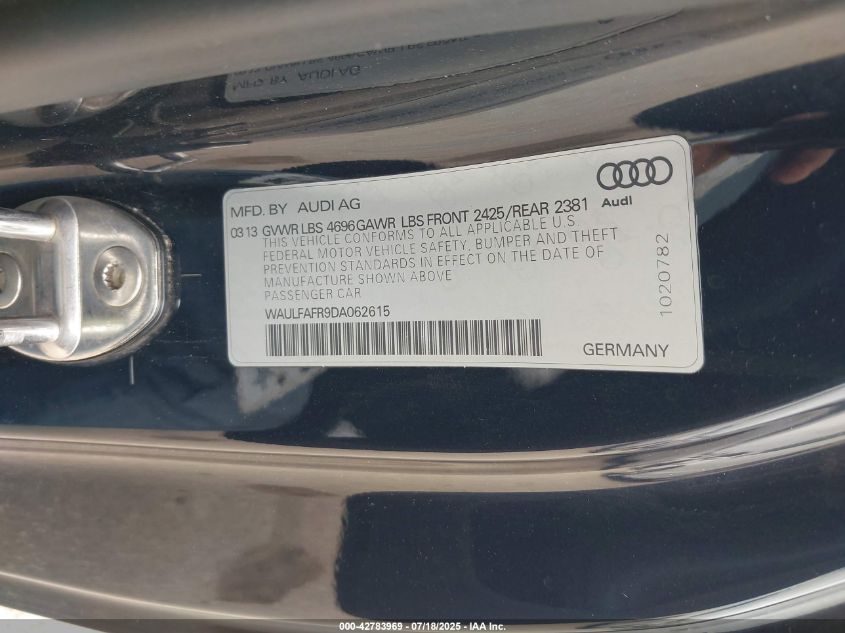 MFD. BY AUDI AG
Audi
03 13 GVWR LBS 4696 GAWR LBS FRONT 2425/REAR 2381
THIS VEHICLE CONFORMS TO ALL APPLICABLE U.S
FEDERAL MOTOR VEHICLE SAFETY, BUMPER AND THEFT
PREVENTION STANDARDS IN EFFECT ON THE DATE OF
MANUFACTURE SHOWN ABOVE
PASSENGER CAR
WAULFAFR9DA062615
GERMANY
1020782
000-42783969 - 07/18/2025 - IAA Inc.